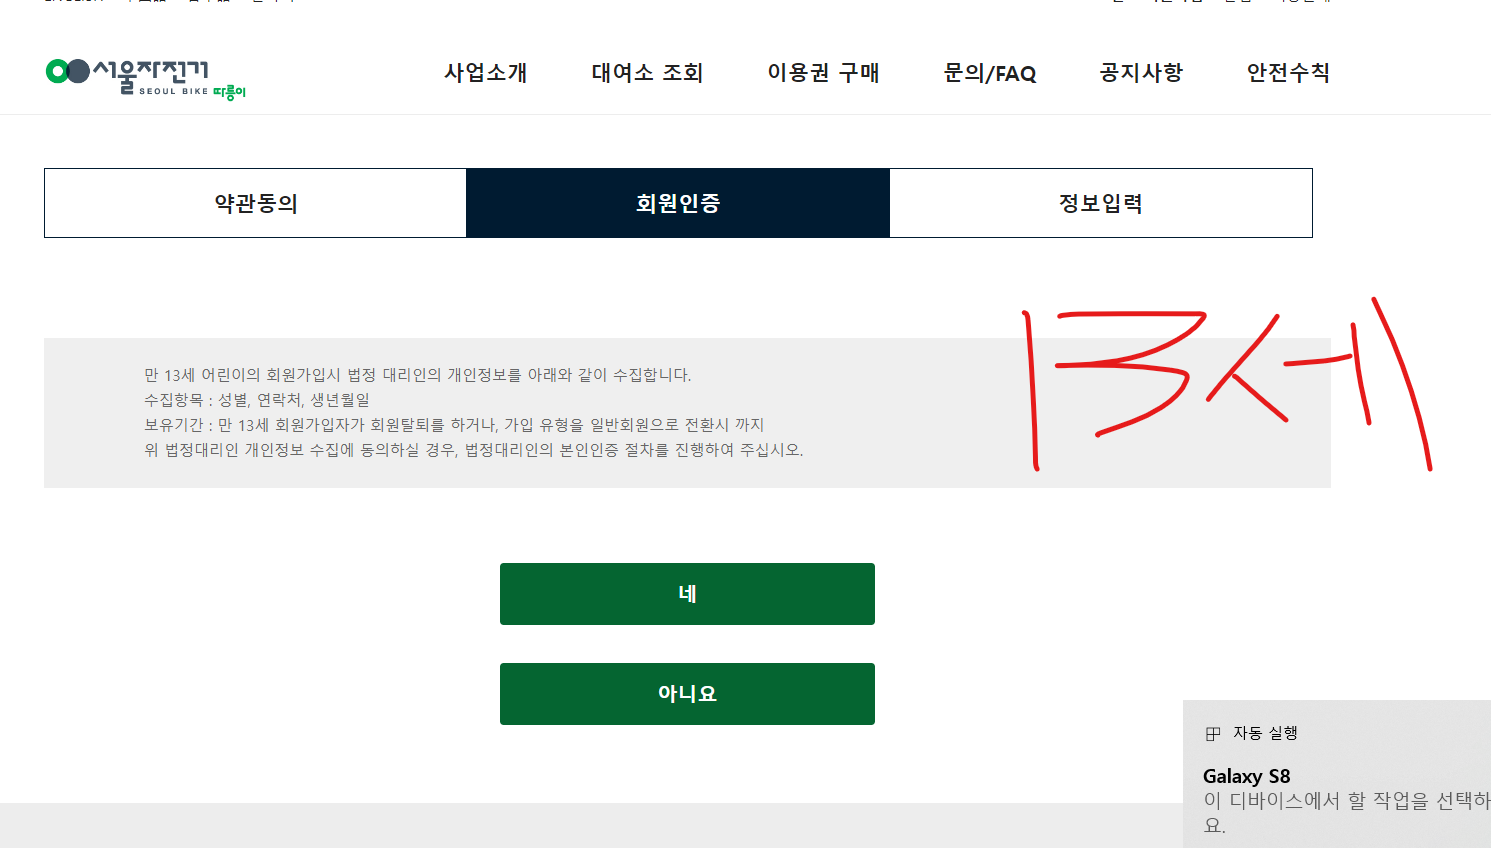 서울자전거
SEOUL BIKE 따릉이
사업소개 대여소 조회 이용권 구매 문의/FAQ 공지사항 안전수칙
약관동의 회원인증 정보입력
13세
만 13세 어린이의 회원가입시 법정 대리인의 개인정보를 아래와 같이 수집합니다.
수집항목 : 성별, 연락처, 생년월일
보유기간 : 만 13세 회원가입자가 회원탈퇴를 하거나, 가입 유형을 일반회원으로 전환시 까지
위 법정대리인 개인정보 수집에 동의하실 경우, 법정대리인의 본인인증 절차를 진행하여 주십시오.
네
아니요
자동 실행
Galaxy S8
이 디바이스에서 할 작업을 선택하
요.